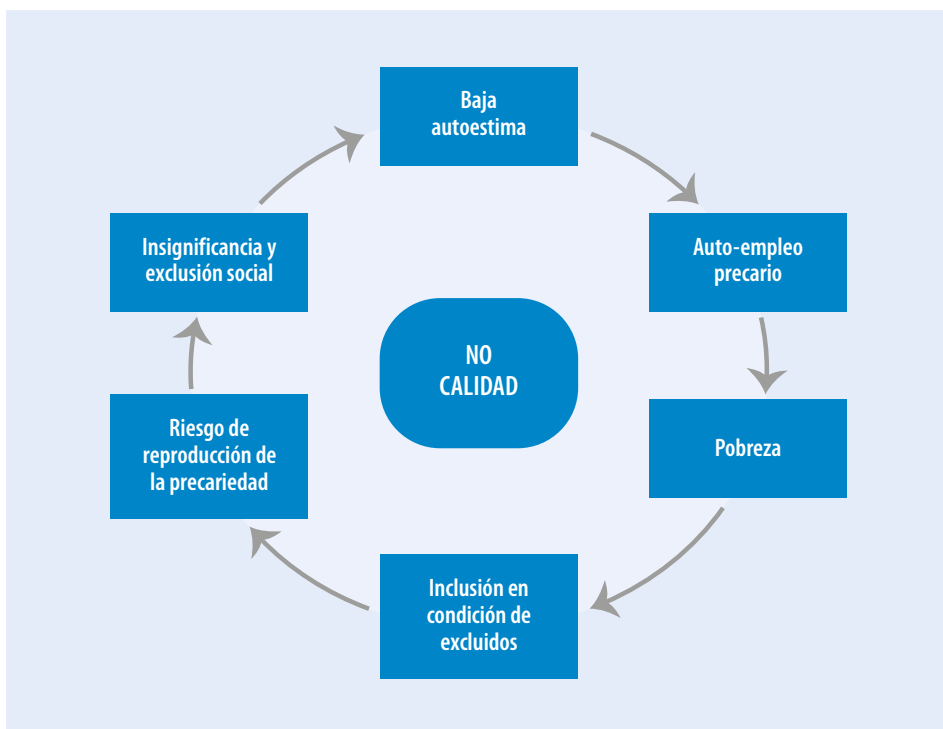 Baja
autoestima
Auto-empleo
precario
Pobreza
Inclusión en
condición de
excluidos
Riesgo de
reproducción de
la precariedad
Insignificancia y
exclusión social
NO
CALIDAD